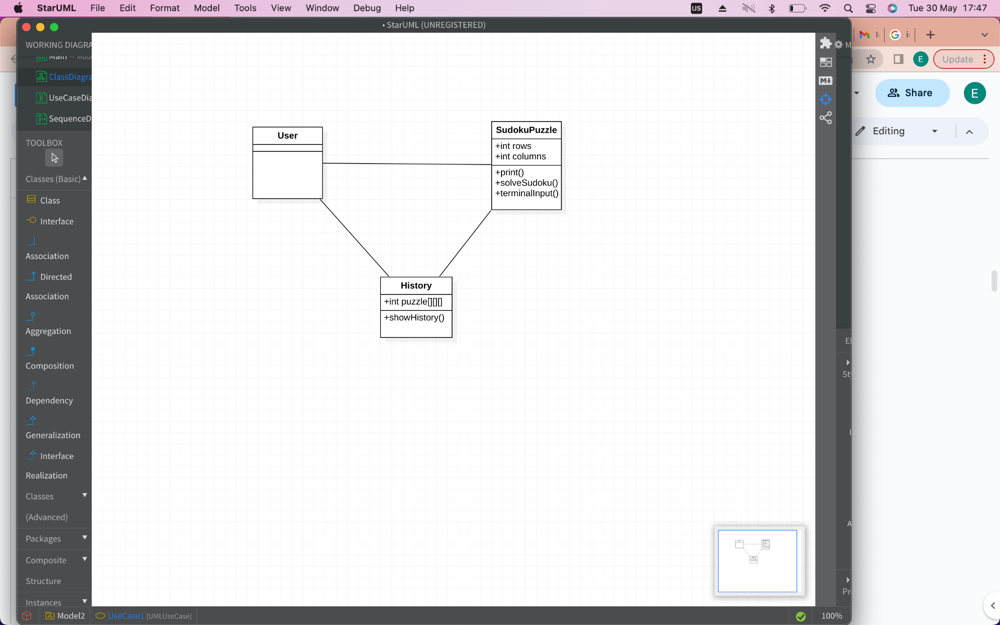 StarUML File Edit Format Model Tools View Window Debug Help US Tue 30 May 17:47
• StarUML (UNREGISTERED)
WORKING DIAGRA
Main — Mod
ClassDiagra
UseCaseDia
SequenceD
TOOLBOX
Classes (Basic)
Class
Interface
Association
Directed
Association
Aggregation
Composition
Dependency
Generalization
Interface
Realization
Classes
(Advanced)
Packages
Composite
Structure
Instances
User
SudokuPuzzle
+int rows
+int columns
+print()
+solveSudoku()
+terminalInput()
History
+int puzzle[][][]
+showHistory()
M
E
Update
Share
E
Editing
Sty
A
Model2 UseCase1 [UMLUseCase] 100%